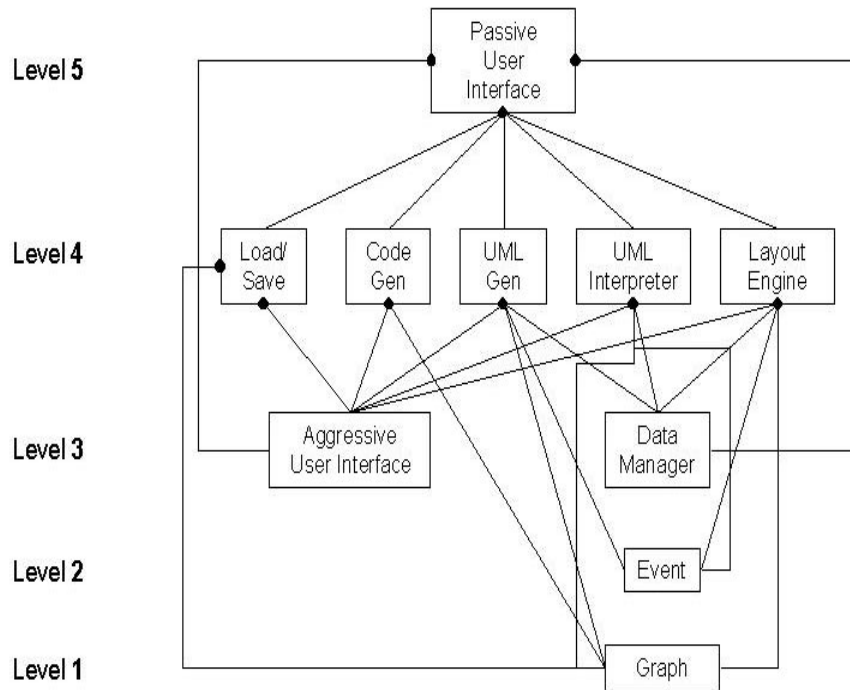 Level 5
Passive
User
Interface
Level 4
Load/
Save
Code
Gen
UML
Gen
UML
Interpreter
Layout
Engine
Level 3
Aggressive
User Interface
Data
Manager
Level 2
Event
Level 1
Graph